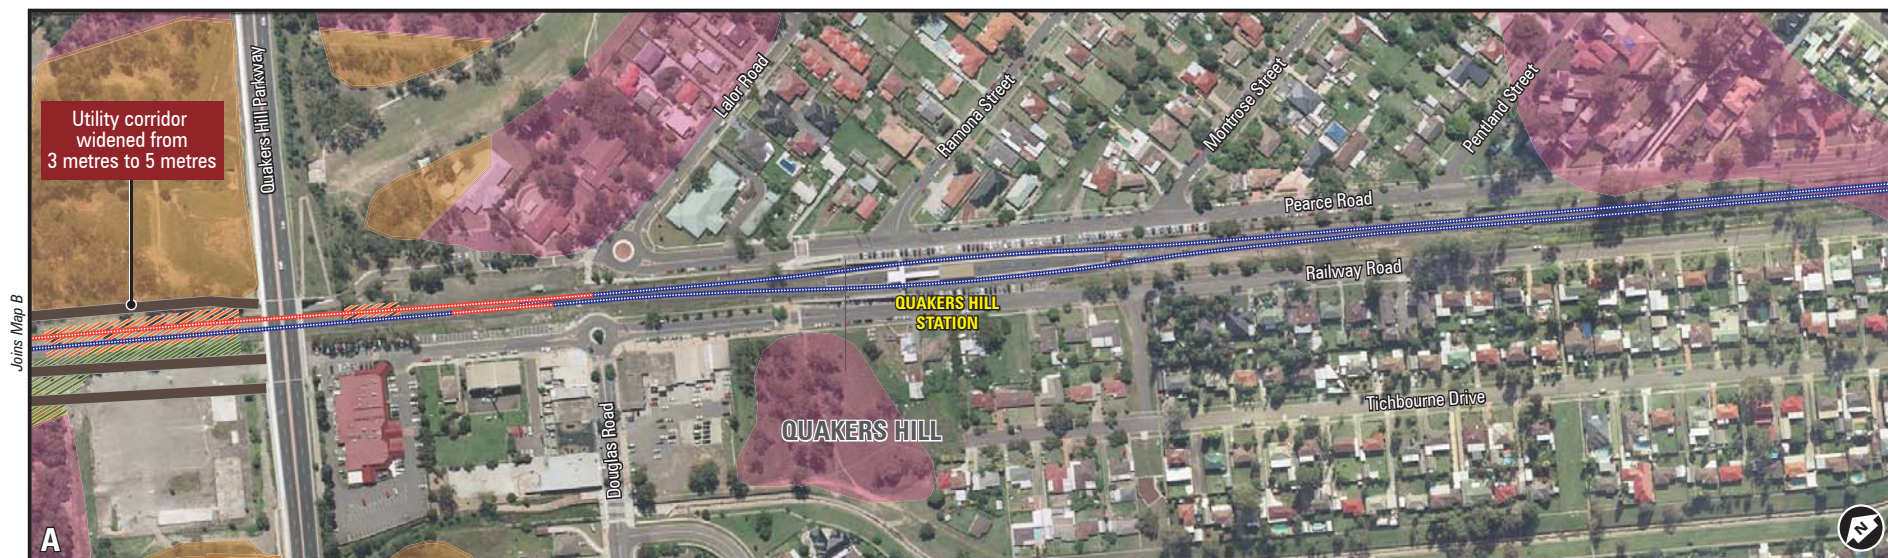 Utility corridor
widened from
3 metres to 5 metres
Quakers Hill Parkway
Lalor Road
Ramona Street
Montrose Street
Pentland Street
Pearce Road
Railway Road
QUAKERS HILL
STATION
Joins Map B
Tichbourne Drive
Douglas Road
QUAKERS HILL
A
N